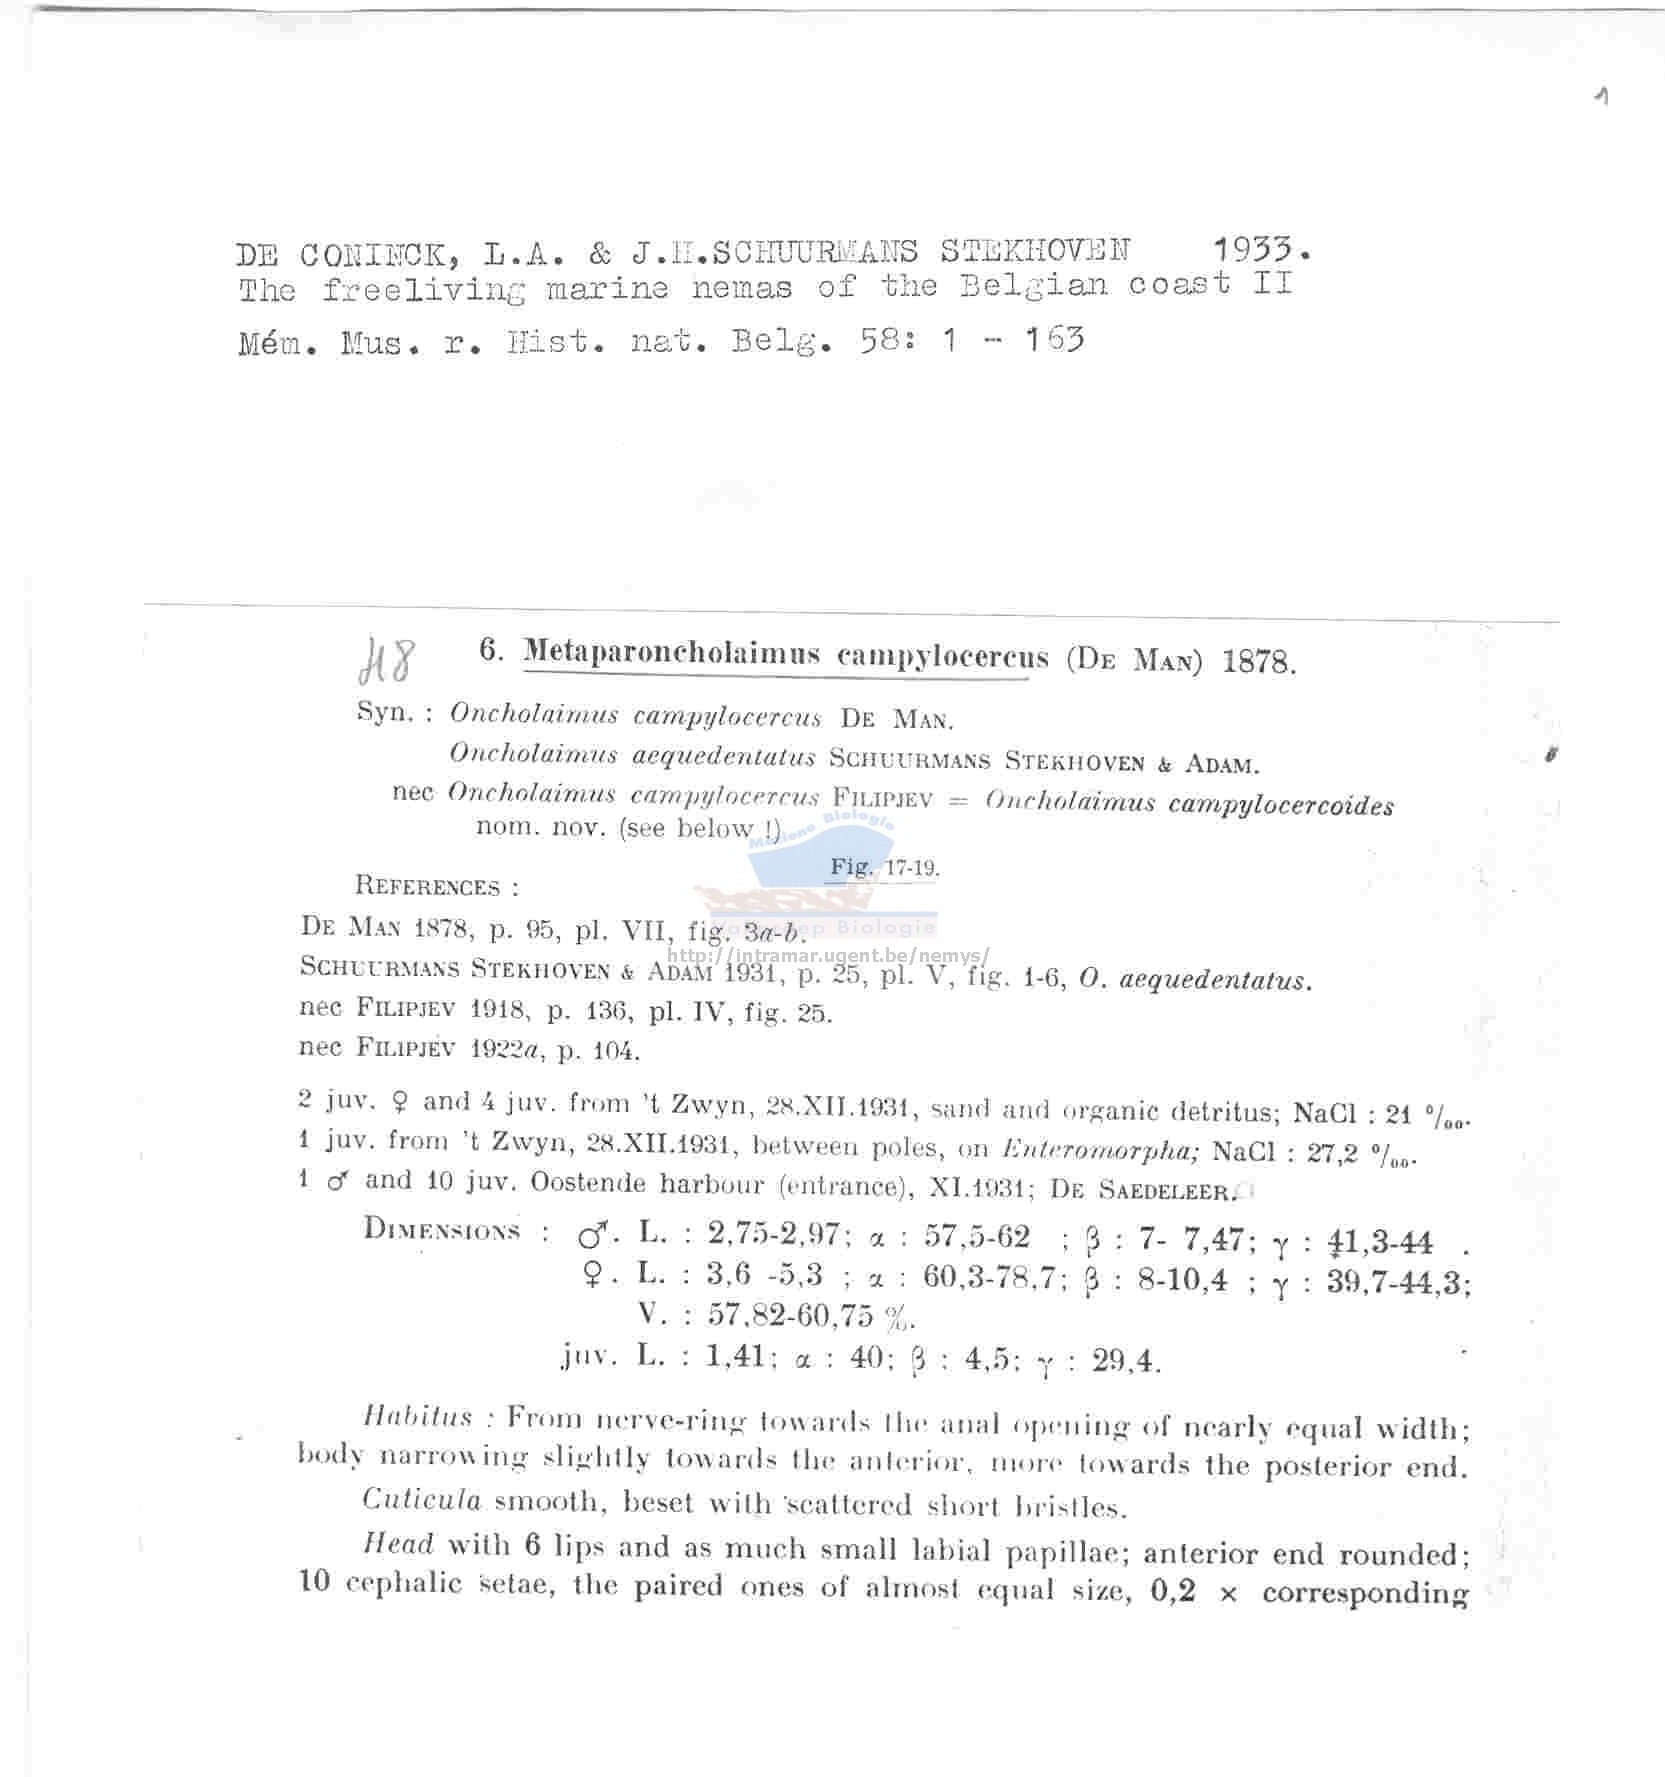 1
DE CONINCK, L.A. & J.H.SCHUURMANS STEKHOVEN 1933.
The freeliving marine nemas of the Belgian coast II
Mém. Mus. r. Hist. nat. Belg. 58: 1 - 163
48 6. Metaparoncholaimus campylocercus (DE MAN) 1878.
Syn. : Oncholaimus campylocercus DE MAN.
Oncholaimus aequedentatus SCHUURMANS STEKHOVEN & ADAM.
nec Oncholaimus campylocercus FILIPJEV = Oncholaimus campylocercoides
nom. nov. (see below !)
Mariene Biologie
Fig. 17-19.
REFERENCES :
DE MAN 1878, p. 95, pl. VII, fig. 3a-b.
Biologie
http://intramar.ugent.be/nemys/
SCHUURMANS STEKHOVEN & ADAM 1931, p. 25, pl. V, fig. 1-6, O. aequedentatus.
nec FILIPJEV 1918, p. 136, pl. IV, fig. 25.
nec FILIPJEV 1922a, p. 104.
2 juv. ♀ and 4 juv. from 't Zwyn, 28.XII.1931, sand and organic detritus; NaCl : 21 ‰.
1 juv. from 't Zwyn, 28.XII.1931, between poles, on Enteromorpha; NaCl : 27,2 ‰.
1 ♂ and 10 juv. Oostende harbour (entrance), XI.1931; DE SAEDELEER.
DIMENSIONS : ♂. L. : 2,75-2,97; α : 57,5-62 ; β : 7- 7,47; γ : 41,3-44 .
♀. L. : 3,6 -5,3 ; α : 60,3-78,7; β : 8-10,4 ; γ : 39,7-44,3;
V. : 57,82-60,75 %.
juv. L. : 1,41; α : 40; β : 4,5; γ : 29,4.
Habitus : From nerve-ring towards the anal opening of nearly equal width;
body narrowing slightly towards the anterior, more towards the posterior end.
Cuticula smooth, beset with scattered short bristles.
Head with 6 lips and as much small labial papillae; anterior end rounded;
10 cephalic setae, the paired ones of almost equal size, 0,2 × corresponding